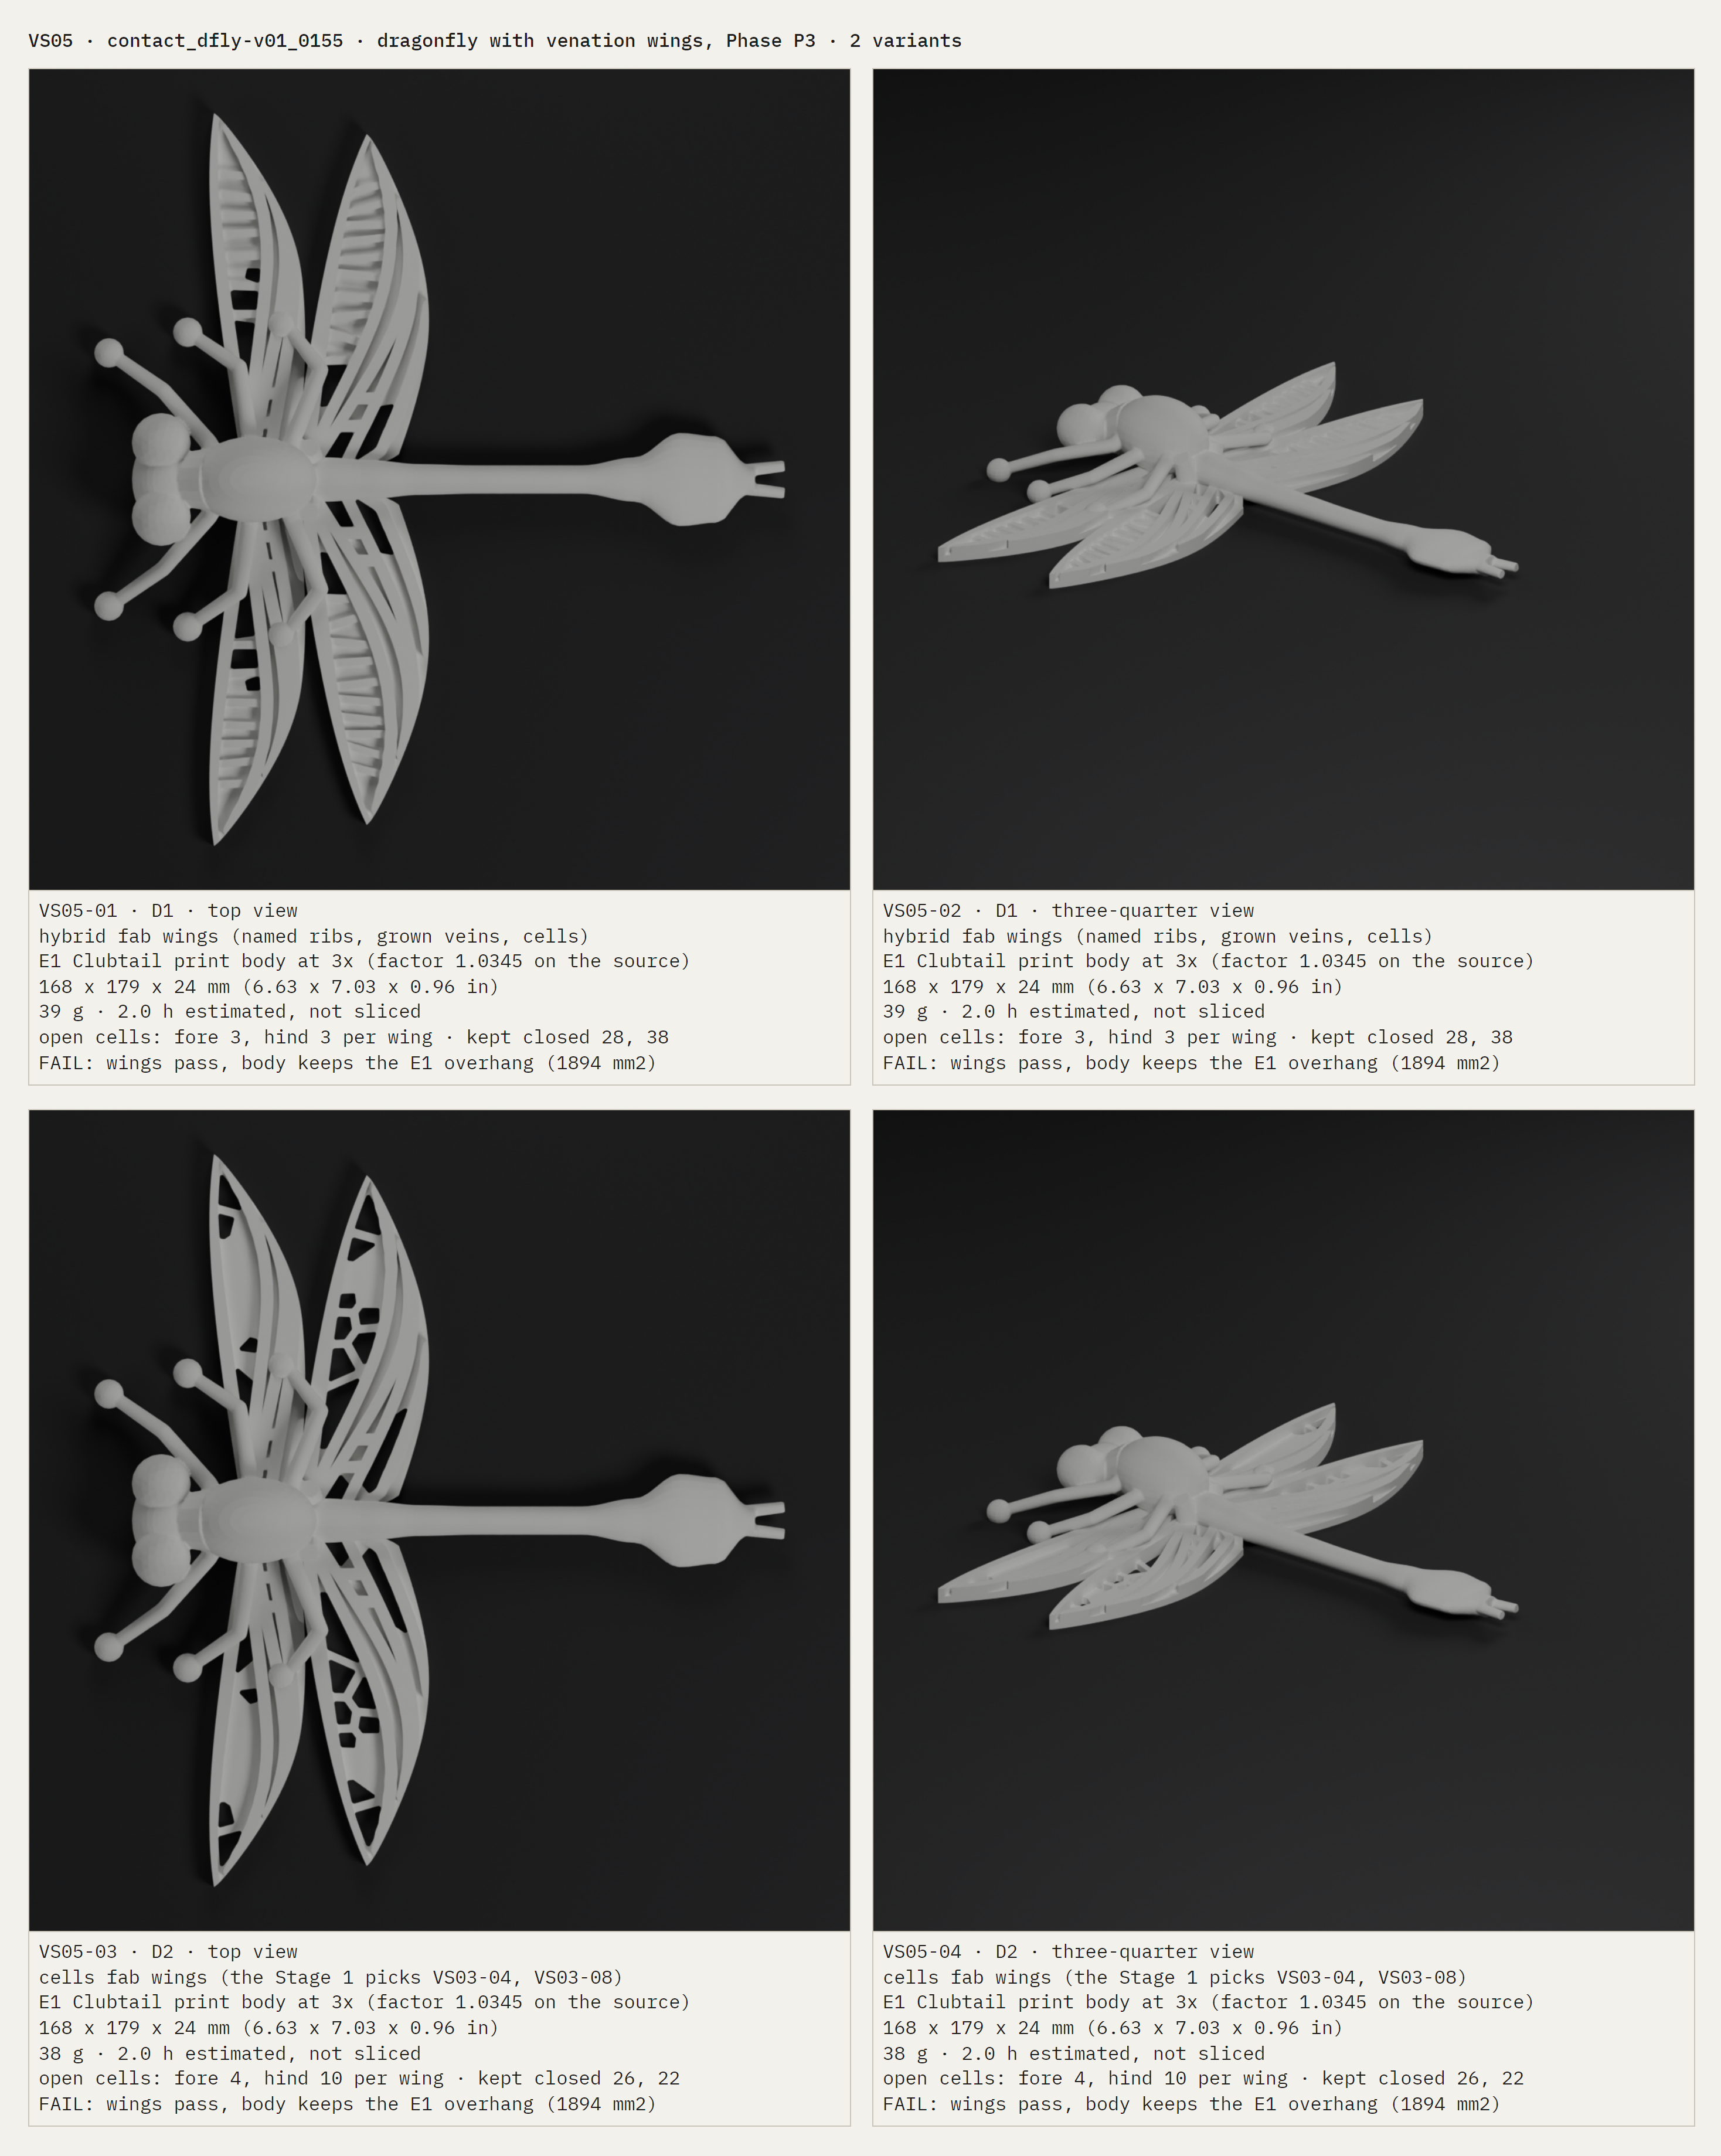 VS05 · contact_dfly-v01_0155 · dragonfly with venation wings, Phase P3 · 2 variants
VS05-01 · D1 · top view
hybrid fab wings (named ribs, grown veins, cells)
E1 Clubtail print body at 3x (factor 1.0345 on the source)
168 x 179 x 24 mm (6.63 x 7.03 x 0.96 in)
39 g · 2.0 h estimated, not sliced
open cells: fore 3, hind 3 per wing · kept closed 28, 38
FAIL: wings pass, body keeps the E1 overhang (1894 mm2)
VS05-02 · D1 · three-quarter view
hybrid fab wings (named ribs, grown veins, cells)
E1 Clubtail print body at 3x (factor 1.0345 on the source)
168 x 179 x 24 mm (6.63 x 7.03 x 0.96 in)
39 g · 2.0 h estimated, not sliced
open cells: fore 3, hind 3 per wing · kept closed 28, 38
FAIL: wings pass, body keeps the E1 overhang (1894 mm2)
VS05-03 · D2 · top view
cells fab wings (the Stage 1 picks VS03-04, VS03-08)
E1 Clubtail print body at 3x (factor 1.0345 on the source)
168 x 179 x 24 mm (6.63 x 7.03 x 0.96 in)
38 g · 2.0 h estimated, not sliced
open cells: fore 4, hind 10 per wing · kept closed 26, 22
FAIL: wings pass, body keeps the E1 overhang (1894 mm2)
VS05-04 · D2 · three-quarter view
cells fab wings (the Stage 1 picks VS03-04, VS03-08)
E1 Clubtail print body at 3x (factor 1.0345 on the source)
168 x 179 x 24 mm (6.63 x 7.03 x 0.96 in)
38 g · 2.0 h estimated, not sliced
open cells: fore 4, hind 10 per wing · kept closed 26, 22
FAIL: wings pass, body keeps the E1 overhang (1894 mm2)